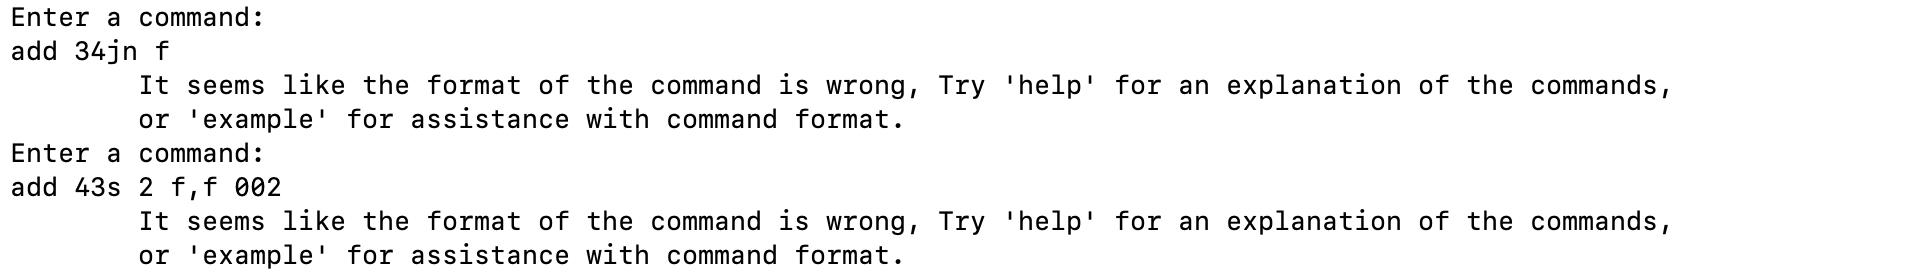 Enter a command:
add 34jn f
It seems like the format of the command is wrong, Try 'help' for an explanation of the commands,
or 'example' for assistance with command format.
Enter a command:
add 43s 2 f,f 002
It seems like the format of the command is wrong, Try 'help' for an explanation of the commands,
or 'example' for assistance with command format.